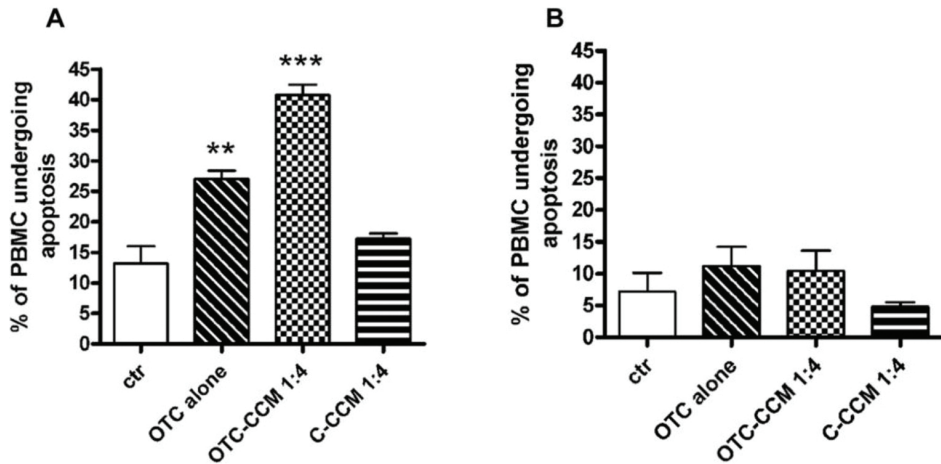 A
% of PBMC undergoing
apoptosis
45
40
35
30
25
20
15
10
5
0
**
***
ctr
OTC alone
OTC-CCM 1:4
C-CCM 1:4
B
% of PBMC undergoing
apoptosis
45
40
35
30
25
20
15
10
5
0
ctr
OTC alone
OTC-CCM 1:4
C-CCM 1:4